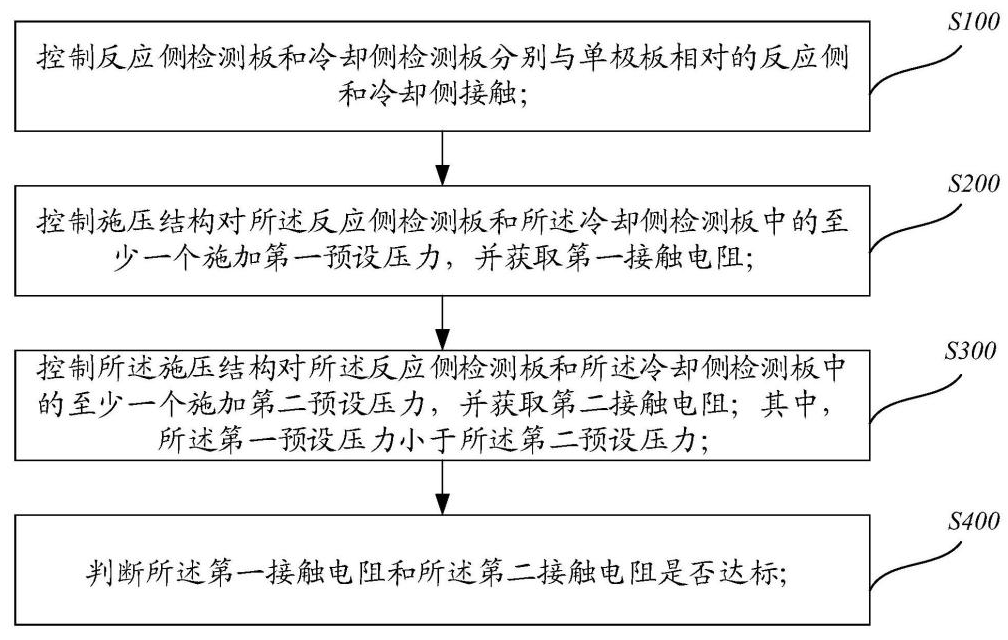 S100
控制反应侧检测板和冷却侧检测板分别与单极板相对的反应侧
和冷却侧接触;
S200
控制施压结构对所述反应侧检测板和所述冷却侧检测板中的至
少一个施加第一预设压力，并获取第一接触电阻;
S300
控制所述施压结构对所述反应侧检测板和所述冷却侧检测板中
的至少一个施加第二预设压力，并获取第二接触电阻；其中，
所述第一预设压力小于所述第二预设压力;
S400
判断所述第一接触电阻和所述第二接触电阻是否达标;